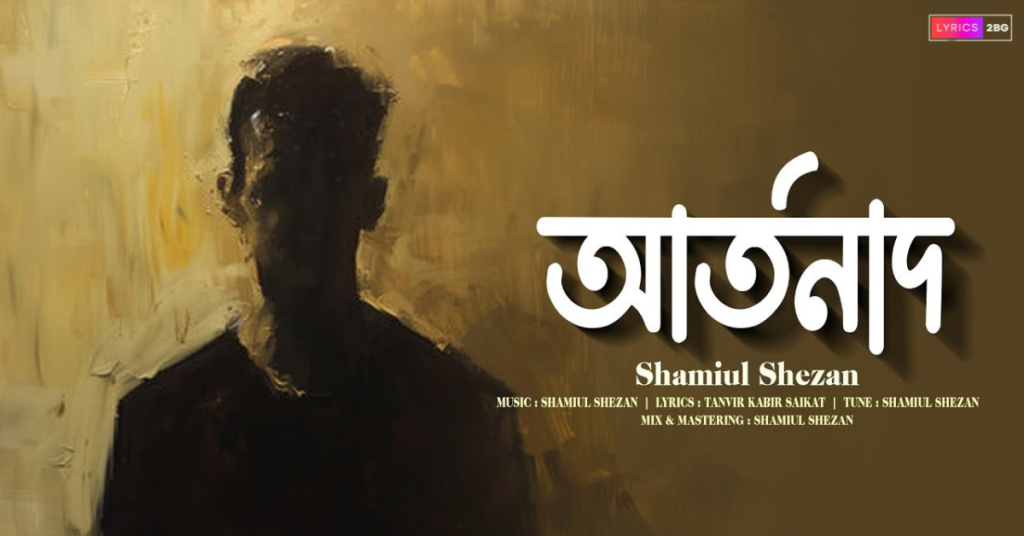 LYRICS 2BG
আর্তনাদ
Shamiul Shezan
MUSIC : SHAMIUL SHEZAN | LYRICS : TANVIR KABIR SAIKAT | TUNE : SHAMIUL SHEZAN
MIX & MASTERING : SHAMIUL SHEZAN